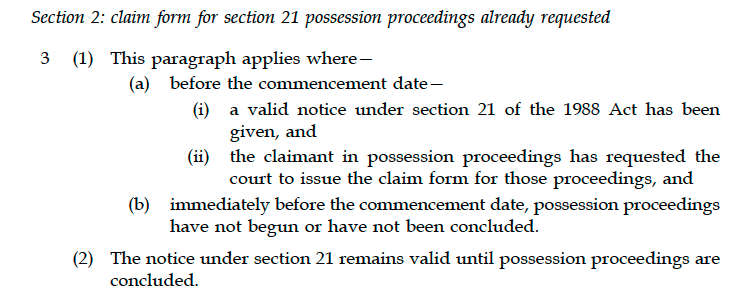 Section 2: claim form for section 21 possession proceedings already requested
3 (1) This paragraph applies where—
(a) before the commencement date—
(i) a valid notice under section 21 of the 1988 Act has been
given, and
(ii) the claimant in possession proceedings has requested the
court to issue the claim form for those proceedings, and
(b) immediately before the commencement date, possession proceedings
have not begun or have not been concluded.
(2) The notice under section 21 remains valid until possession proceedings are
concluded.